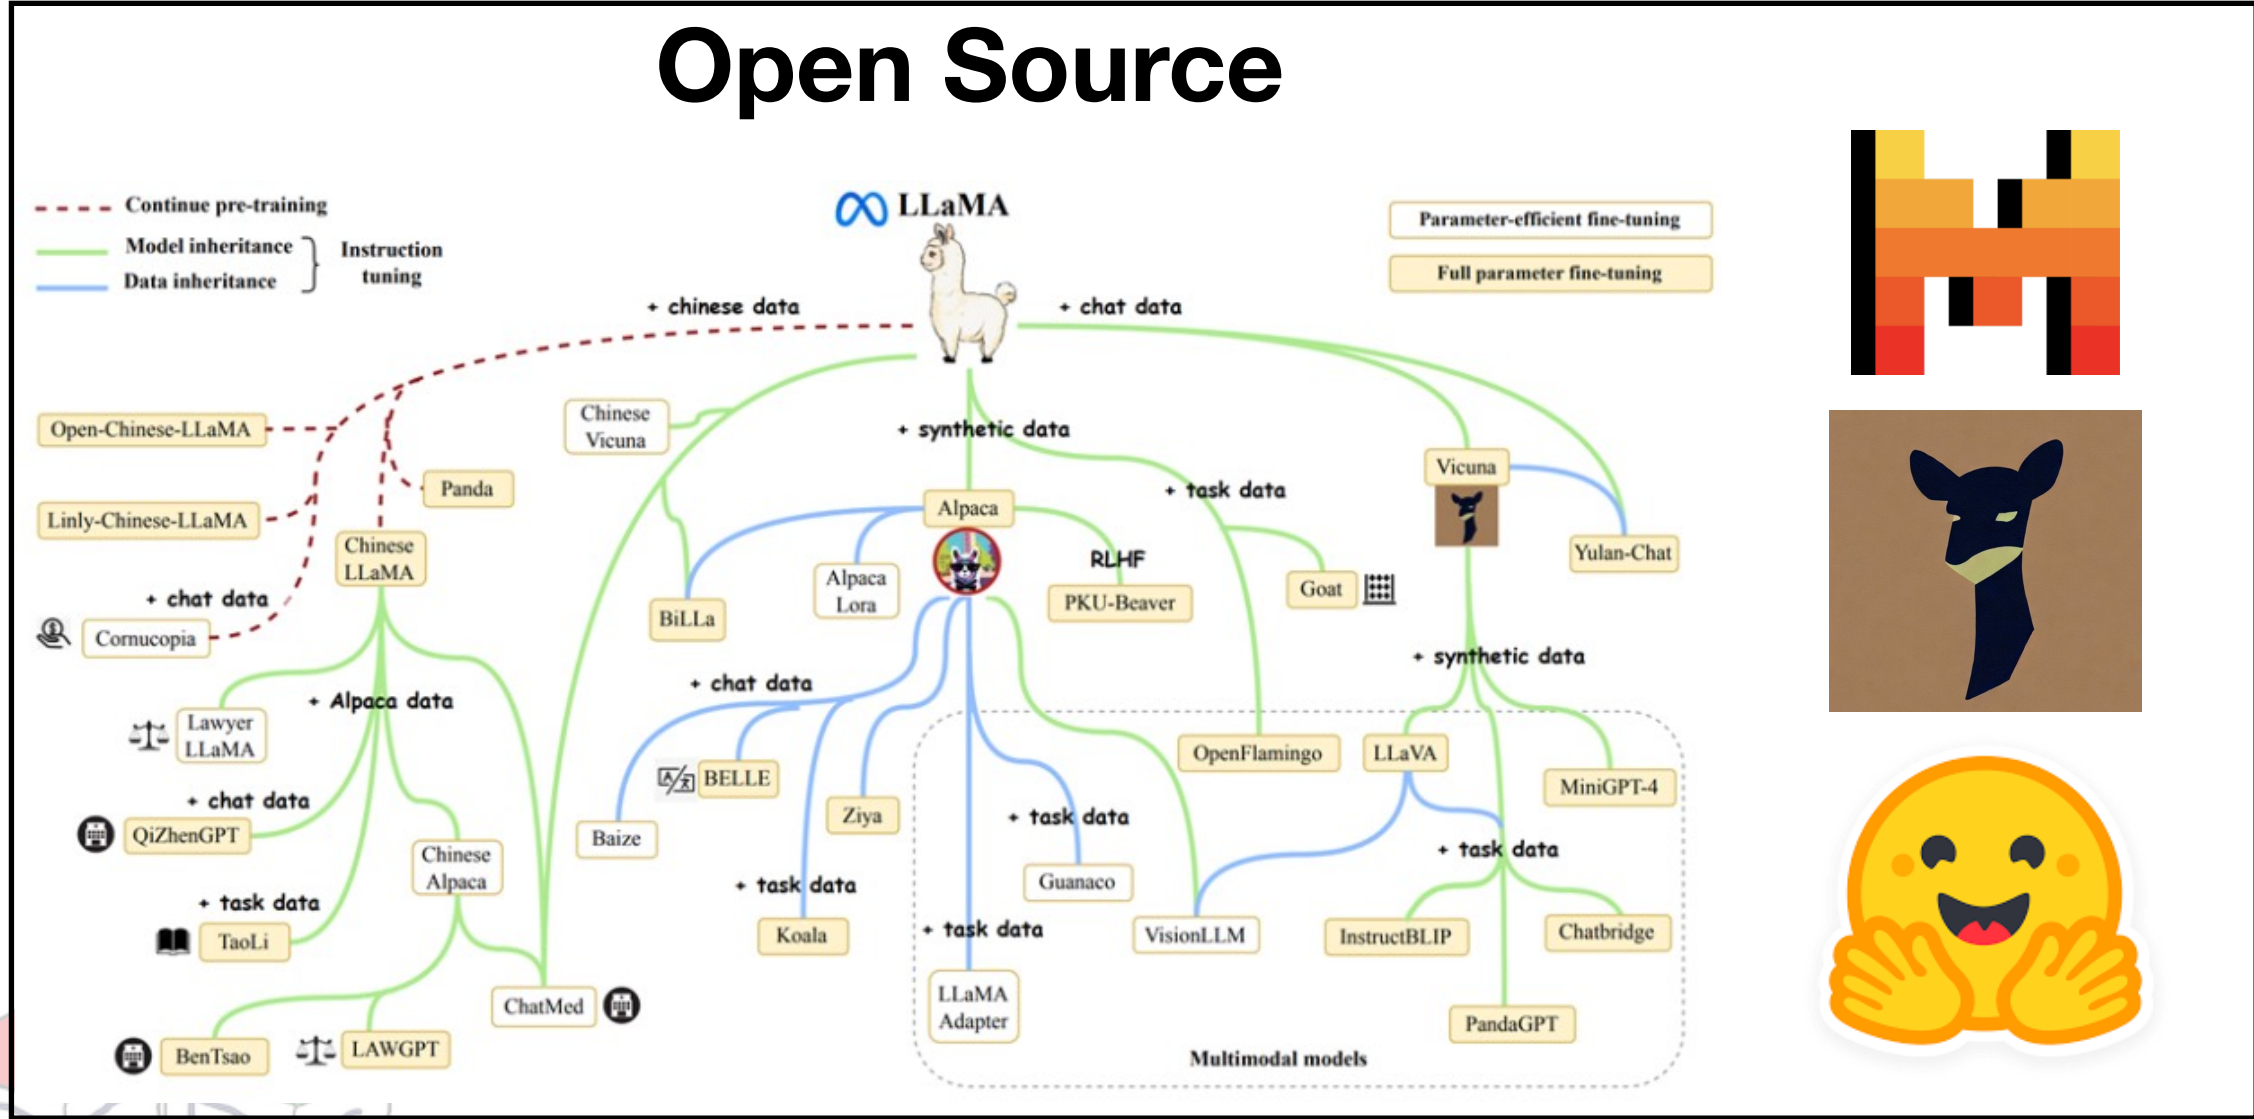 Open Source
LLaMA
Continue pre-training
Model inheritance
Data inheritance
Instruction
tuning
Parameter-efficient fine-tuning
Full parameter fine-tuning
+ chinese data
+ chat data
Open-Chinese-LLaMA
Linly-Chinese-LLaMA
Panda
Chinese
LLaMA
+ chat data
Cornucopia
Chinese
Vicuna
+ synthetic data
Alpaca
+ task data
Vicuna
Yulan-Chat
BiLLa
Alpaca
Lora
RLHF
PKU-Beaver
Goat
+ synthetic data
+ Alpaca data
Lawyer
LLaMA
+ chat data
QiZhenGPT
+ task data
TaoLi
Chinese
Alpaca
BenTsao
LAWGPT
ChatMed
+ chat data
BELLE
Baize
Ziya
+ task data
Koala
+ task data
Guanaco
+ task data
LLaMA
Adapter
OpenFlamingo
LLaVA
MiniGPT-4
+ task data
VisionLLM
InstructBLIP
Chatbridge
PandaGPT
Multimodal models